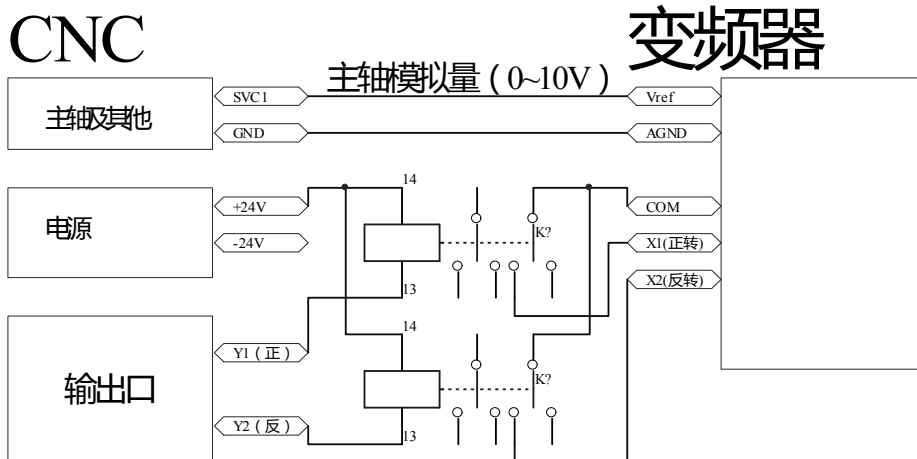 CNC
变频器
主轴模拟量（0~10V）
主轴及其他
SVC1
Vref
GND
AGND
电源
+24V
14
COM
-24V
K?
X1(正转)
13
X2(反转)
输出口
Y1（正）
14
K?
Y2（反）
13